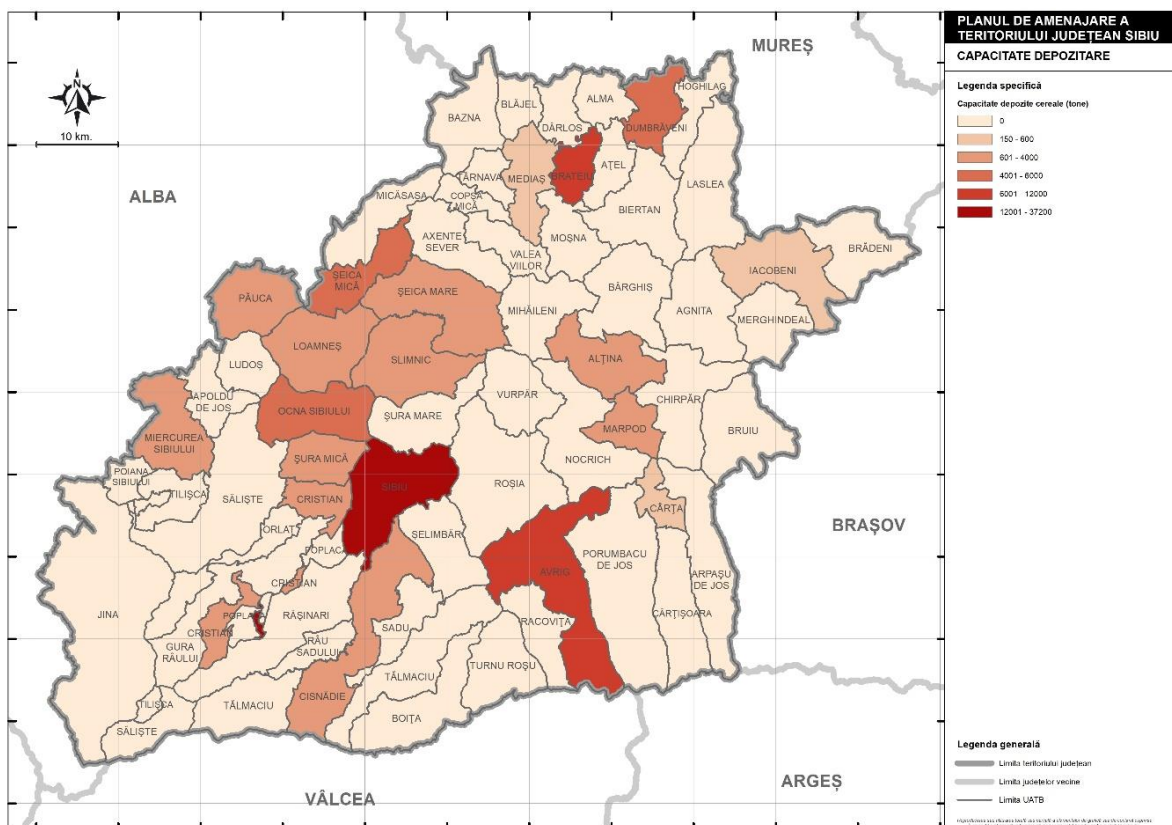 PLANUL DE AMENAJARE A
TERITORIULUI JUDEȚEAN SIBIU
CAPACITATE DEPOZITARE
Legenda specifică
Capacitate depozite cereale (tone)
0
150 - 600
601 - 4000
4001 - 6000
6001 12000
12001 - 37200
N
10 km.
MUREȘ
ALBA
BRAȘOV
ARGEȘ
VÂLCEA
HOGHILAG
ALMA
BLĂJEL
BAZNA
DÂRLOS
DUMBRĂVENI
AȚEL
BRATEIU
MEDIAȘ
TÂRNAVA
COPȘA
MICĂ
MICĂSASA
LASLEA
BIERTAN
MOȘNA
AXENTE
SEVER
VALEA
VIILOR
BRĂDENI
IACOBENI
ȘEICA
MICĂ
ȘEICA MARE
BÂRGHIȘ
PĂUCA
MIHĂILENI
AGNITA
MERGHINDEAL
LOAMNEȘ
SLIMNIC
ALȚINA
LUDOȘ
APOLDU
DE JOS
VURPĂR
CHIRPĂR
OCNA SIBIULUI
ȘURA MARE
MARPOD
BRUIU
MIERCUREA
SIBIULUI
ȘURA MICĂ
NOCRICH
POIANA
SIBIULUI
TILIȘCA
SĂLIȘTE
CRISTIAN
SIBIU
ROȘIA
CÂRȚA
ORLAT
POPLACA
SELIMBĂR
PORUMBACU
DE JOS
AVRIG
ARPAȘU
DE JOS
CRISTIAN
JINA
RĂȘINARI
CÂRȚIȘOARA
CRISTIAN
GURA
RÂULUI
RÂU
SADULUI
SADU
RACOVIȚA
TURNU ROȘU
TĂLMACIU
CISNĂDIE
TĂLMACIU
TILIȘCA
SĂLIȘTE
BOIȚA
Legenda generală
Limita teritoriului județean
Limita județelor vecine
Limita UATB